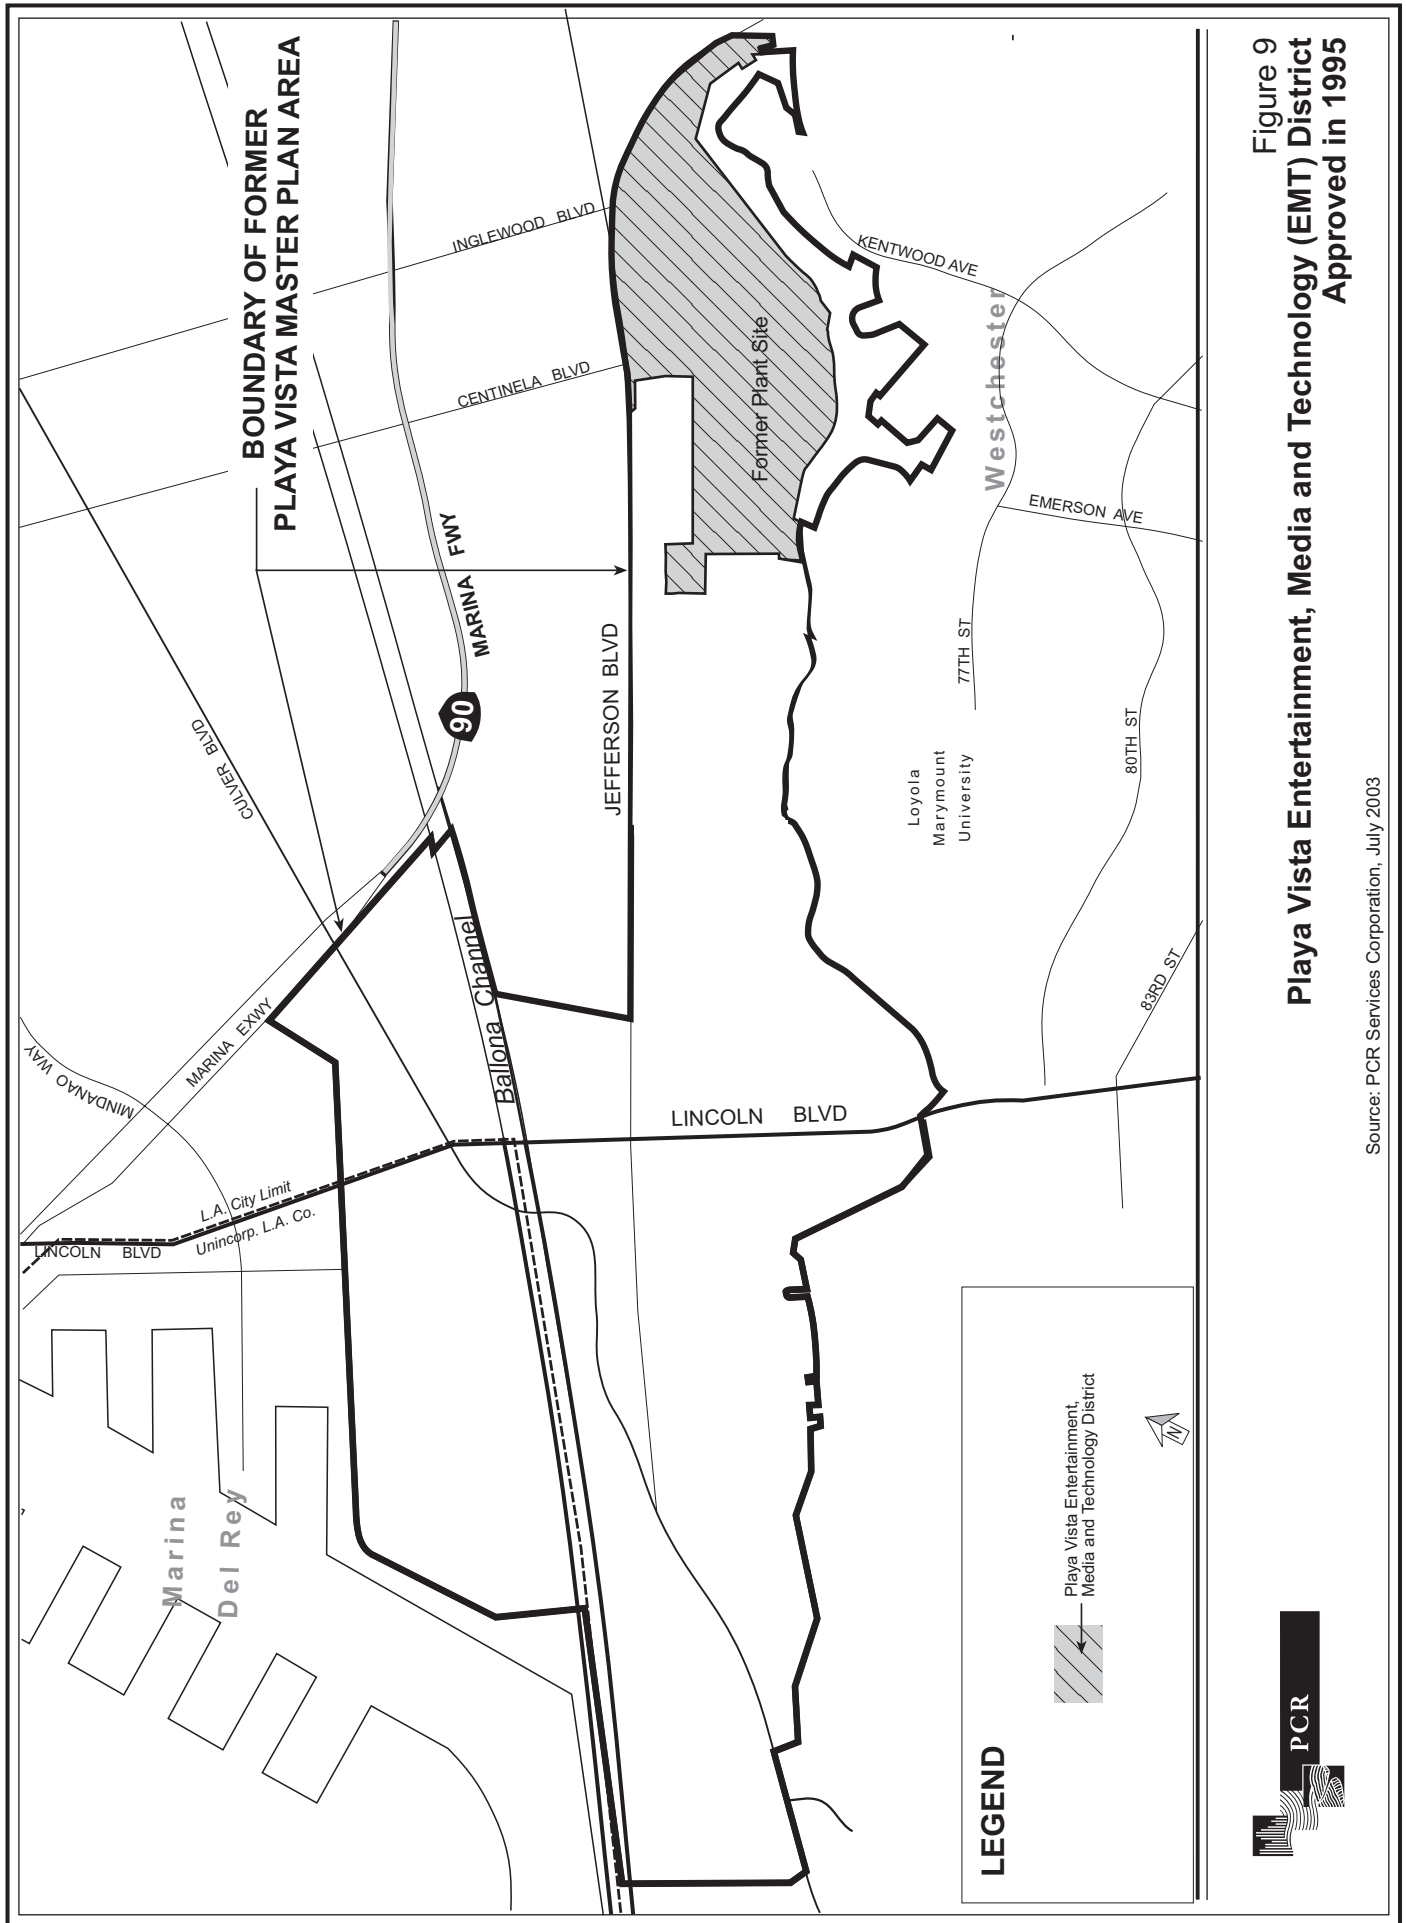 BOUNDARY OF FORMER
PLAYA VISTA MASTER PLAN AREA
INGLEWOOD BLVD
CENTINELA BLVD
CULVER BLVD
MARINA FWY
90
JEFFERSON BLVD
MINDANAO WAY
MARINA EXWY
Ballona Channel
L.A. City Limit
Unincorp. L.A. Co.
LINCOLN BLVD
LINCOLN BLVD
Marina
Del Rey
Former Plant Site
KENTWOOD AVE
Westchester
EMERSON AVE
77TH ST
80TH ST
83RD ST
Loyola
Marymount
University
LEGEND
Playa Vista Entertainment,
Media and Technology District
N
PCR
Figure 9
Playa Vista Entertainment, Media and Technology (EMT) District
Approved in 1995
Source: PCR Services Corporation, July 2003